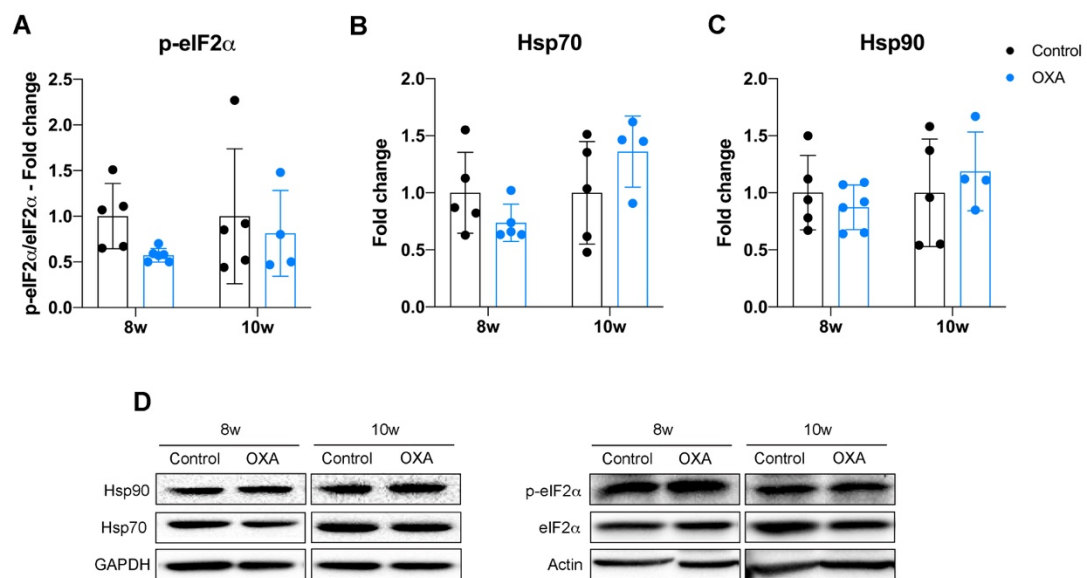 A
p-eIF2α
p-eIF2α/eIF2α - Fold change
2.5
2.0
1.5
1.0
0.5
0.0
8w
10w
B
Hsp70
Fold change
2.0
1.5
1.0
0.5
0.0
8w
10w
C
Hsp90
Fold change
2.0
1.5
1.0
0.5
0.0
8w
10w
Control
OXA
D
8w 10w
Control OXA Control OXA
Hsp90
Hsp70
GAPDH
8w 10w
Control OXA Control OXA
p-eIF2α
eIF2α
Actin